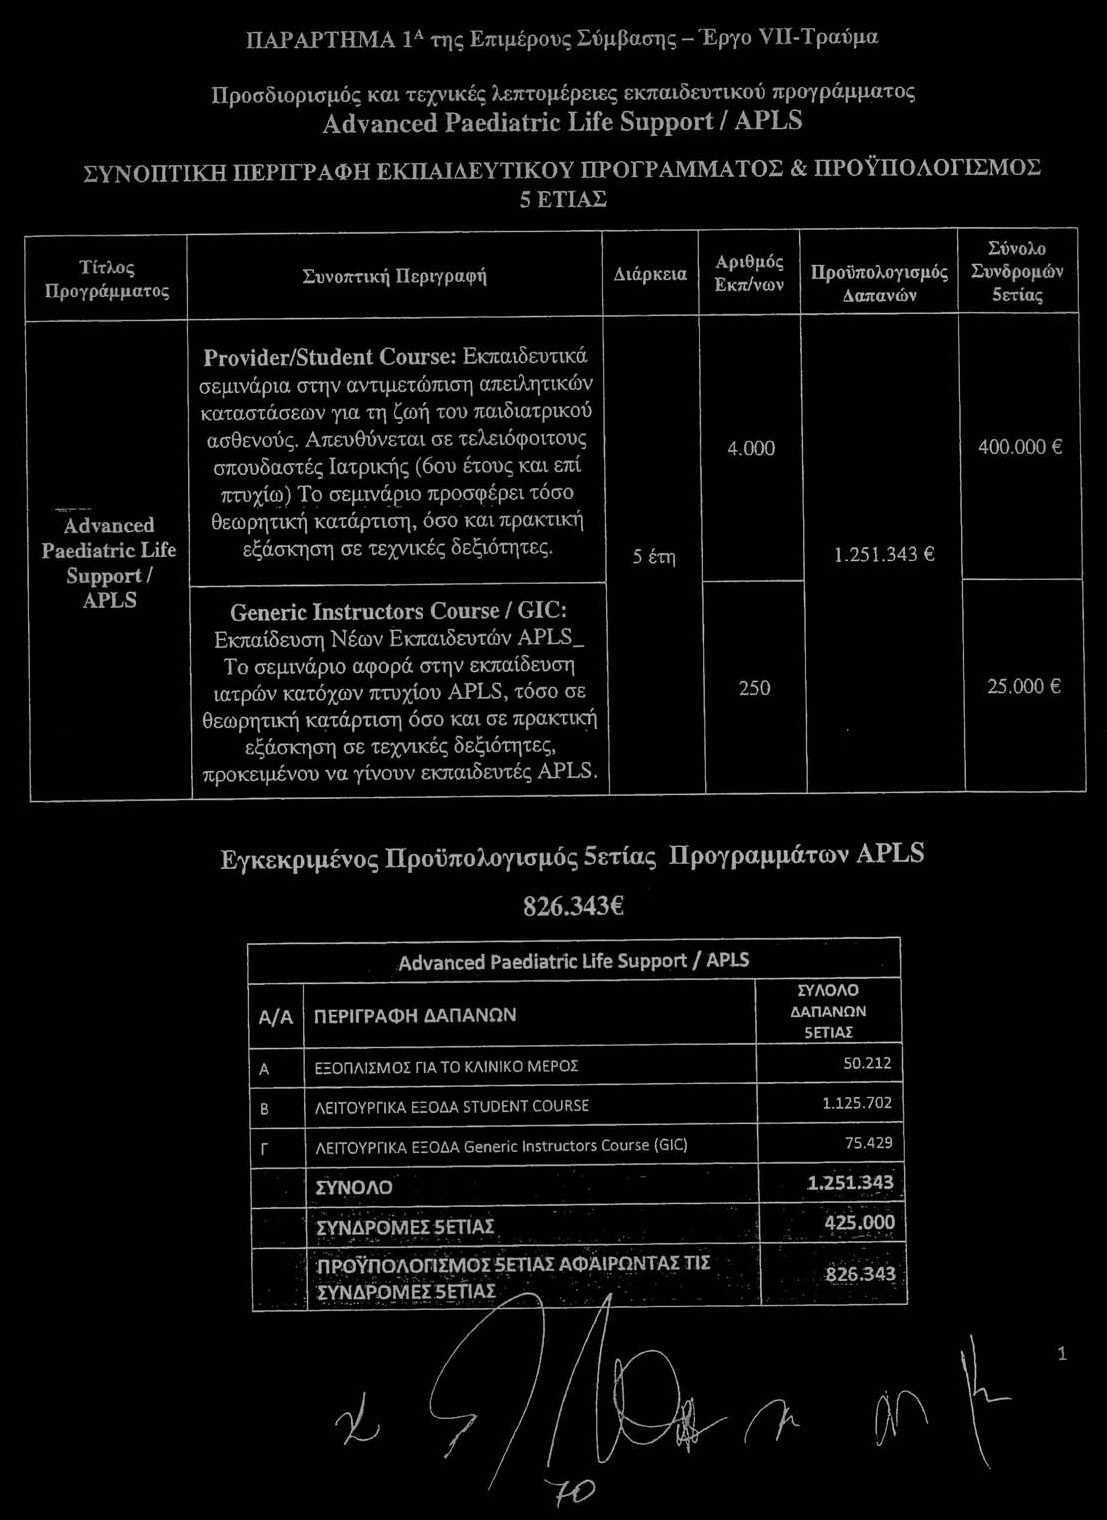 ΠΑΡΑΡΤΗΜΑ 1Α της Επιμέρους Σύμβασης – Έργο VII-Τραύμα
Προσδιορισμός και τεχνικές λεπτομέρειες εκπαιδευτικού προγράμματος
Advanced Paediatric Life Support / APLS
ΣΥΝΟΠΤΙΚΗ ΠΕΡΙΓΡΑΦΗ ΕΚΠΑΙΔΕΥΤΙΚΟΥ ΠΡΟΓΡΑΜΜΑΤΟΣ & ΠΡΟΫΠΟΛΟΓΙΣΜΟΣ
5 ΕΤΙΑΣ
Τίτλος
Προγράμματος
Συνοπτική Περιγραφή
Διάρκεια
Αριθμός
Εκπ/νων
Προϋπολογισμός
Δαπανών
Σύνολο
Συνδρομών
5ετίας
Advanced
Paediatric Life
Support /
APLS
Provider/Student Course: Εκπαιδευτικά
σεμινάρια στην αντιμετώπιση απειλητικών
καταστάσεων για τη ζωή του παιδιατρικού
ασθενούς. Απευθύνεται σε τελειόφοιτους
σπουδαστές Ιατρικής (6ου έτους και επί
πτυχίω) Το σεμινάριο προσφέρει τόσο
θεωρητική κατάρτιση, όσο και πρακτική
εξάσκηση σε τεχνικές δεξιότητες.
5 έτη
4.000
1.251.343 €
400.000 €
Generic Instructors Course / GIC:
Εκπαίδευση Νέων Εκπαιδευτών APLS_
Το σεμινάριο αφορά στην εκπαίδευση
ιατρών κατόχων πτυχίου APLS, τόσο σε
θεωρητική κατάρτιση όσο και σε πρακτική
εξάσκηση σε τεχνικές δεξιότητες,
προκειμένου να γίνουν εκπαιδευτές APLS.
250
25.000 €
Εγκεκριμένος Προϋπολογισμός 5ετίας Προγραμμάτων APLS
826.343€
Advanced Paediatric Life Support / APLS
Α/Α ΠΕΡΙΓΡΑΦΗ ΔΑΠΑΝΩΝ
ΣΥΛΟΛΟ
ΔΑΠΑΝΩΝ
5ΕΤΙΑΣ
Α ΕΞΟΠΛΙΣΜΟΣ ΓΙΑ ΤΟ ΚΛΙΝΙΚΟ ΜΕΡΟΣ 50.212
Β ΛΕΙΤΟΥΡΓΙΚΑ ΕΞΟΔΑ STUDENT COURSE 1.125.702
Γ ΛΕΙΤΟΥΡΓΙΚΑ ΕΞΟΔΑ Generic Instructors Course (GIC) 75.429
ΣΥΝΟΛΟ 1.251.343
ΣΥΝΔΡΟΜΕΣ 5ΕΤΙΑΣ 425.000
ΠΡΟΫΠΟΛΟΓΙΣΜΟΣ 5ΕΤΙΑΣ ΑΦΑΙΡΩΝΤΑΣ ΤΙΣ
ΣΥΝΔΡΟΜΕΣ 5ΕΤΙΑΣ 826.343
1
70